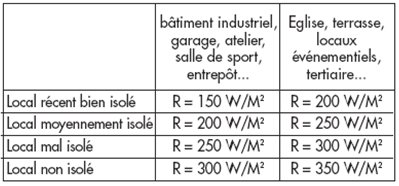 bâtiment industriel,
garage, atelier,
salle de sport,
entrepôt...
Eglise, terrasse,
locaux
événementiels,
tertiaire...
Local récent bien isolé R = 150 W/M² R = 200 W/M²
Local moyennement isolé R = 200 W/M² R = 250 W/M²
Local mal isolé R = 250 W/M² R = 300 W/M²
Local non isolé R = 300 W/M² R = 350 W/M²